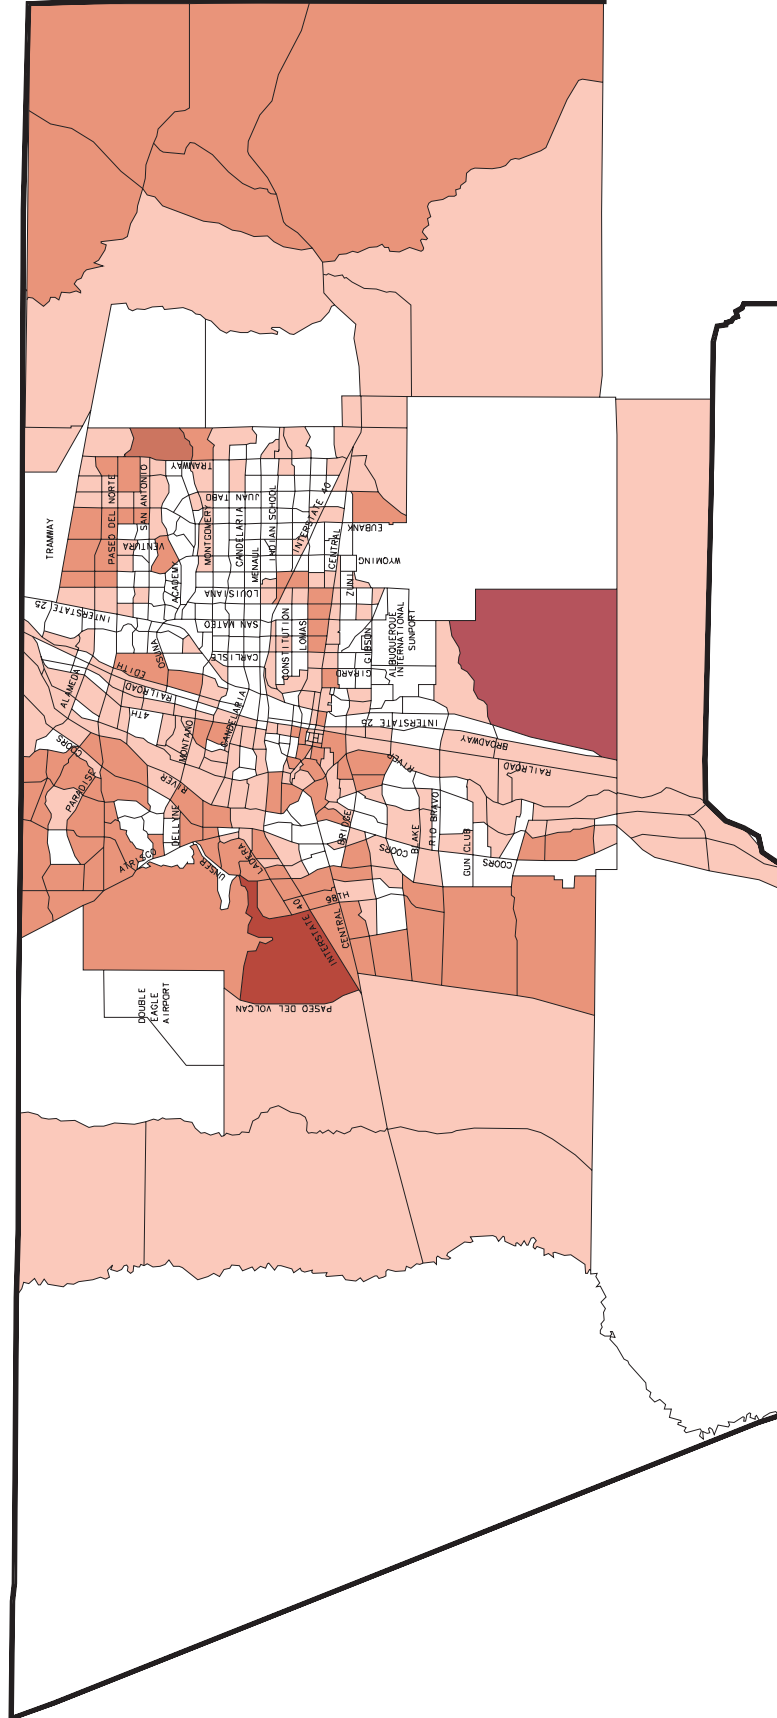 TRAMWAY
JUAN TABO
EUBANK
WYOMING
TRAMWAY
PASEO DEL NORTE
SAN ANTONIO
VENTURA
ACADEMY
MONTGOMERY
CANDELARIA
MENAUL
INDIAN SCHOOL
INTERSTATE 40
CENTRAL
ZUNI
LOUISIANA
INTERSTATE 25
SAN MATEO
CONSTITUTION
LOMAS
GIBSON
ALBUQUERQUE
INTERNATIONAL
SUNPORT
OSUNA
CARLISLE
GIRARD
ALAMEDA
EDITH
RAILROAD
4TH
MONTANO
CANDELARIA
INTERSTATE 25
BROADWAY
RAILROAD
COORS
PARADISE
RIVER
RIVER
DELLYNE
ATRISCO
UNSER
LADERA
BRIDGE
COORS
BLAKE
RIO BRAVO
GUN CLUB
COORS
98TH
INTERSTATE 40
CENTRAL
DOUBLE
EAGLE
AIRPORT
PASEO DEL VOLCAN